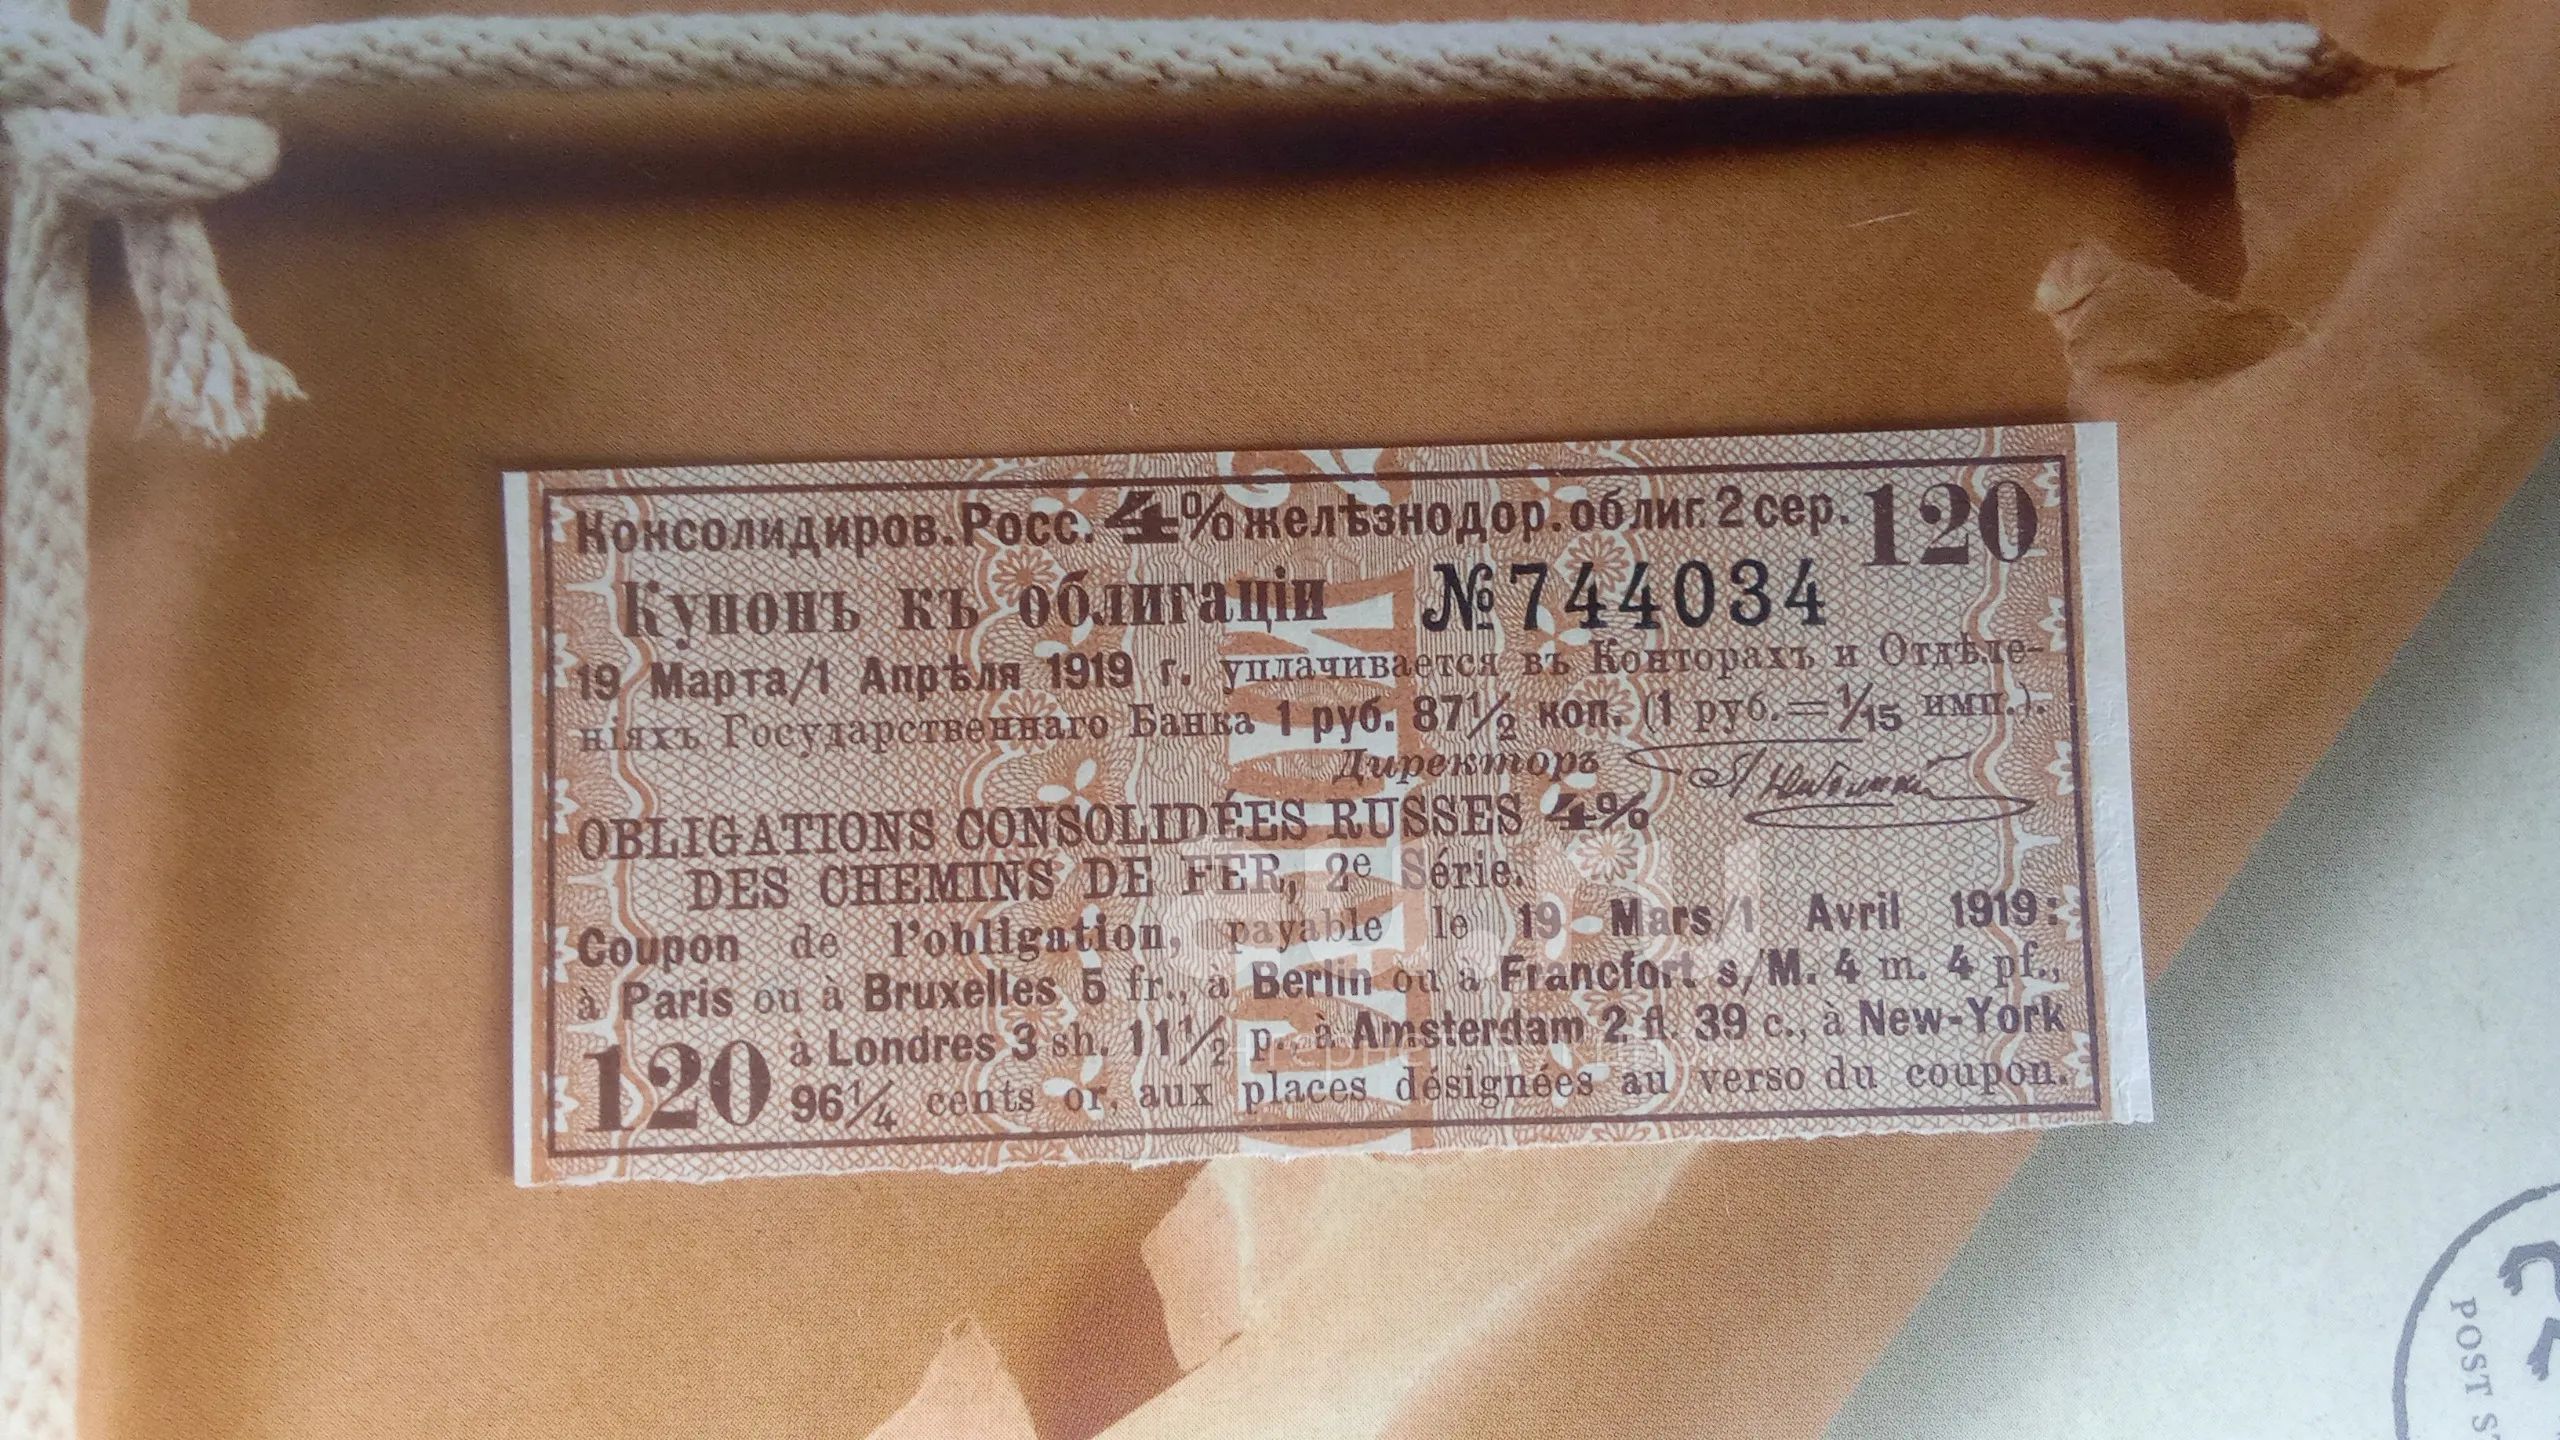 Консолидиров. Росс. 4% желѣзнодор. облиг. 2 сер. 120
Купонъ къ облигаціи №744034
19 Марта/1 Апрѣля 1919 г. уплачивается въ Конторахъ и Отдѣле-
ніяхъ Государственнаго Банка 1 руб. 87½ коп. (1 руб.=1/15 имп.).
Директоръ
OBLIGATIONS CONSOLIDÉES RUSSES 4%
DES CHEMINS DE FER, 2e Série.
Coupon de l'obligation, payable le 19 Mars/1 Avril 1919:
à Paris ou à Bruxelles 5 fr., à Berlin ou à Francfort s/M. 4 m. 4 pf.,
à Londres 3 sh. 11½ p., à Amsterdam 2 fl. 39 c., à New-York
120 96¼ cents or, aux places désignées au verso du coupon.
POST